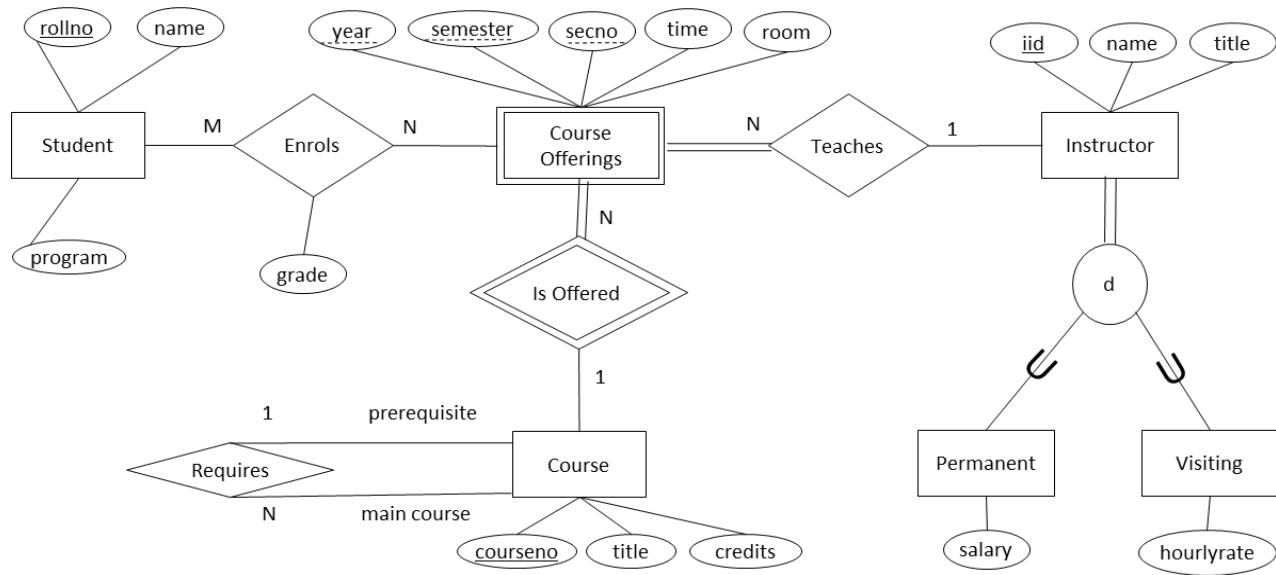 rollno
name
year
semester
secno
time
room
iid
name
title
Student
M
Enrols
N
Course
Offerings
N
Teaches
1
Instructor
program
grade
N
Is Offered
d
1
1
prerequisite
Requires
Course
N
main course
courseno
title
credits
Permanent
Visiting
salary
hourlyrate